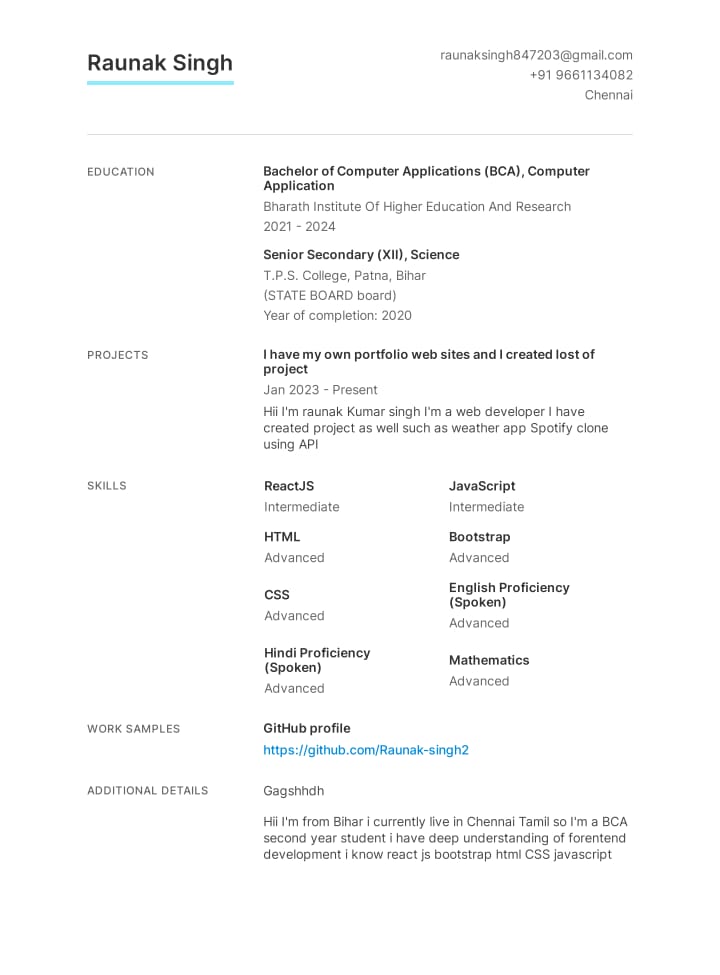 Raunak Singh
raunaksingh847203@gmail.com
+91 9661134082
Chennai
EDUCATION
Bachelor of Computer Applications (BCA), Computer
Application
Bharath Institute Of Higher Education And Research
2021 - 2024
Senior Secondary (XII), Science
T.P.S. College, Patna, Bihar
(STATE BOARD board)
Year of completion: 2020
PROJECTS
I have my own portfolio web sites and I created lost of
project
Jan 2023 - Present
Hii I'm raunak Kumar singh I'm a web developer I have
created project as well such as weather app Spotify clone
using API
SKILLS
ReactJS
Intermediate
JavaScript
Intermediate
HTML
Advanced
Bootstrap
Advanced
CSS
Advanced
English Proficiency
(Spoken)
Advanced
Hindi Proficiency
(Spoken)
Advanced
Mathematics
Advanced
WORK SAMPLES
GitHub profile
https://github.com/Raunak-singh2
ADDITIONAL DETAILS
Gagshhdh
Hii I'm from Bihar i currently live in Chennai Tamil so I'm a BCA
second year student i have deep understanding of forentend
development i know react js bootstrap html CSS javascript